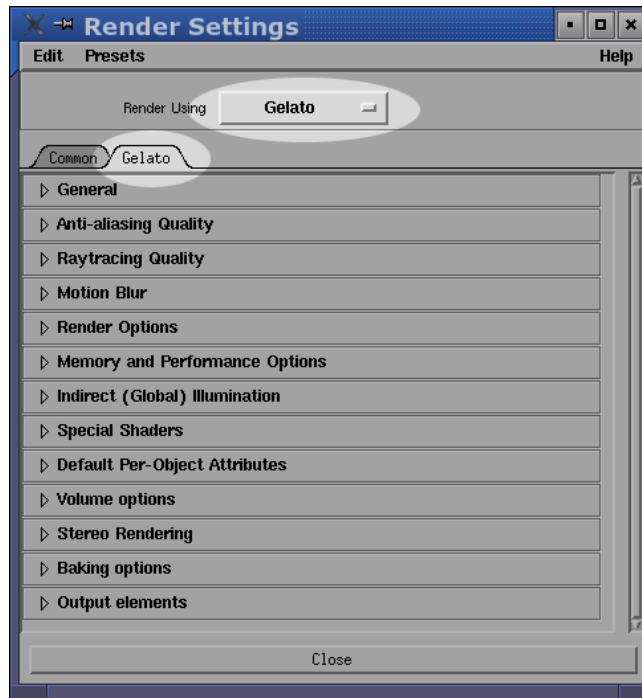 Render Settings
Edit Presets Help
Render Using Gelato
Common Gelato
General
Anti-aliasing Quality
Raytracing Quality
Motion Blur
Render Options
Memory and Performance Options
Indirect (Global) Illumination
Special Shaders
Default Per-Object Attributes
Volume options
Stereo Rendering
Baking options
Output elements
Close